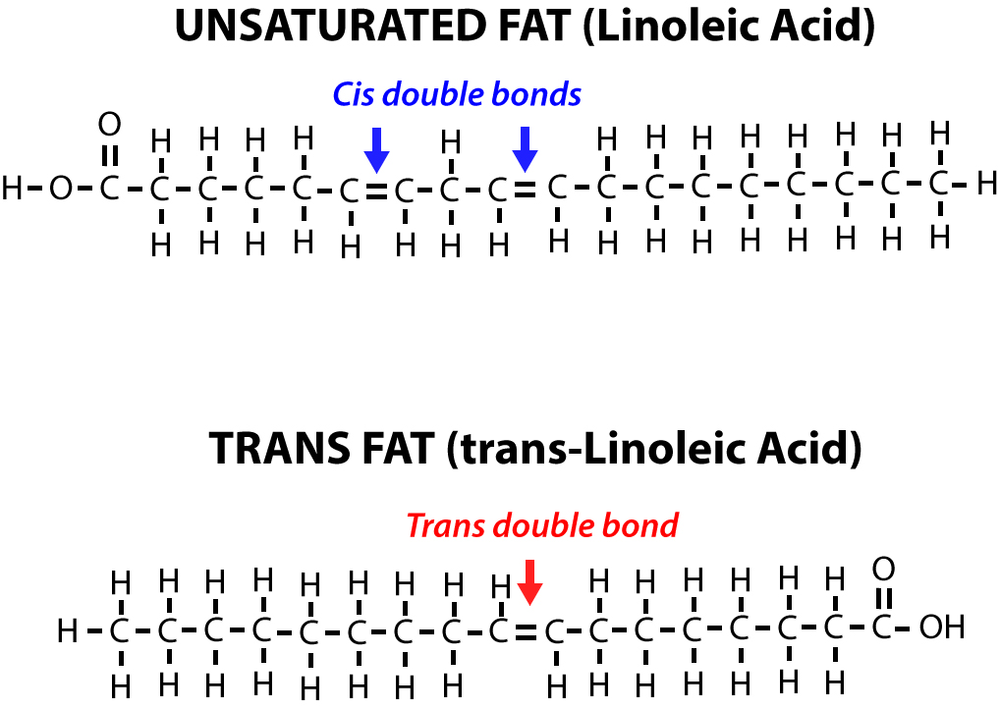 UNSATURATED FAT (Linoleic Acid)
Cis double bonds
O H H H H H H H H H H H H H
H-O-C-C-C-C-C-C=C-C-C=C-C-C-C-C-C-C-C-C-H
H H H H H H H H H H H H H H H H H
TRANS FAT (trans-Linoleic Acid)
Trans double bond
H H H H H H H H H H H H H H H O
H-C-C-C-C-C-C-C-C-C=C-C-C-C-C-C-C-C-OH
H H H H H H H H H H H H H H H